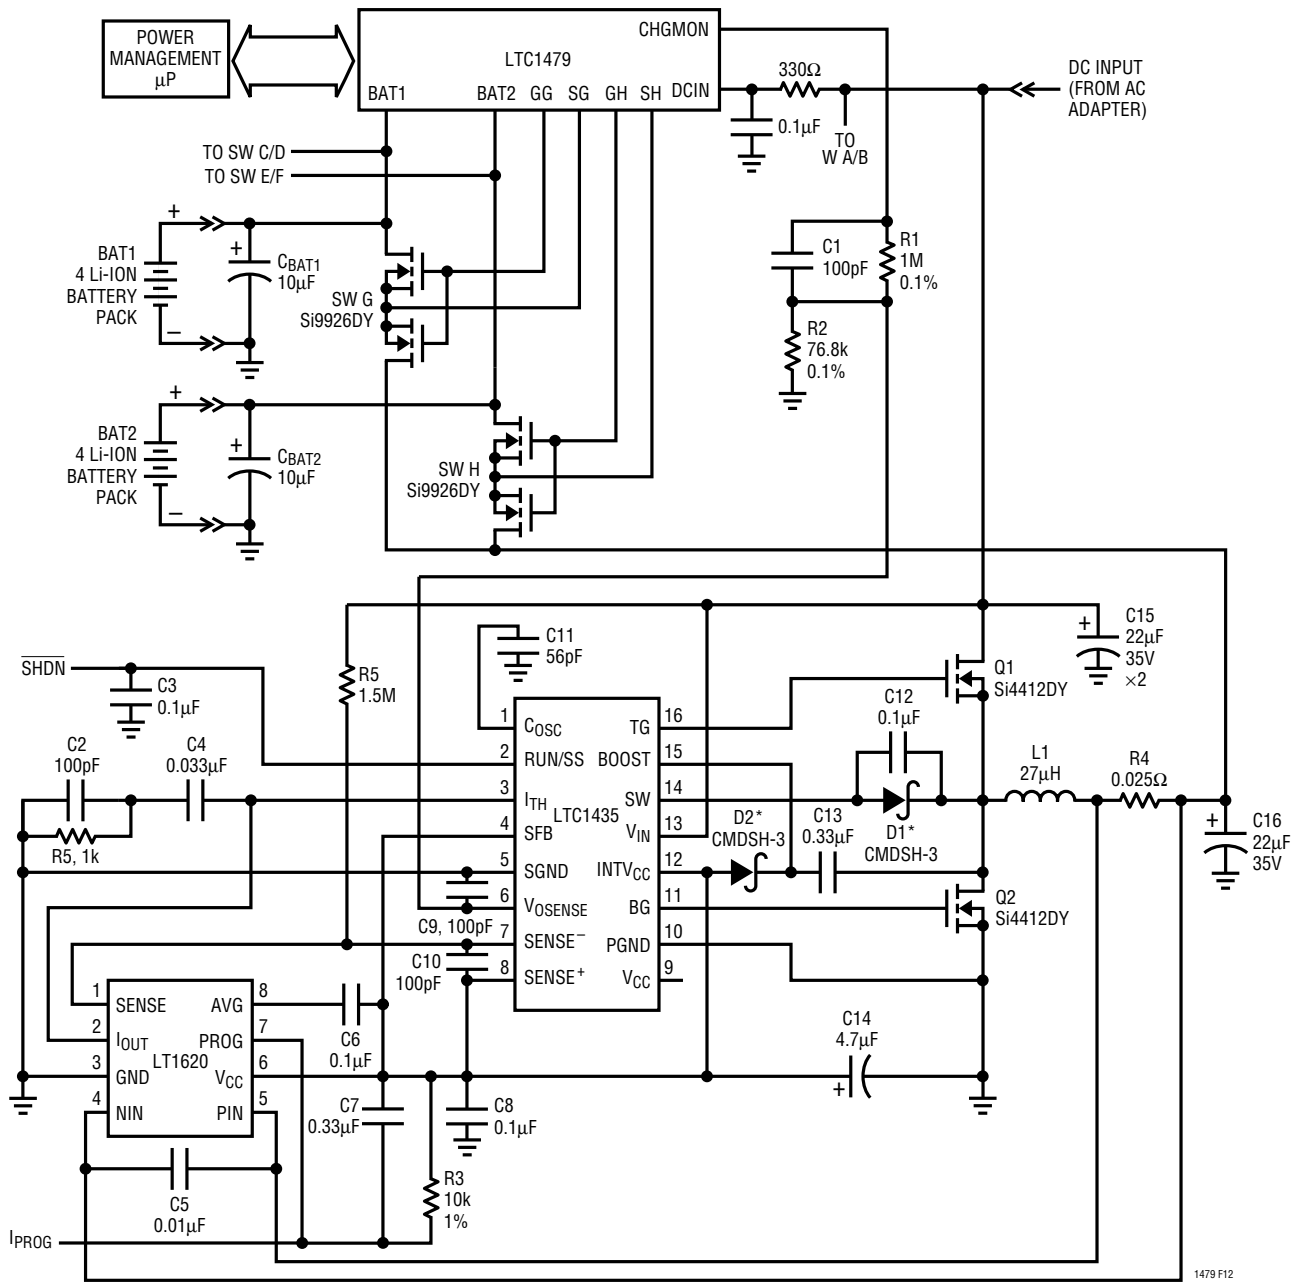 POWER
MANAGEMENT
µP
LTC1479
CHGMON
BAT1
BAT2
GG
SG
GH
SH
DCIN
330Ω
0.1µF
TO
W A/B
DC INPUT
(FROM AC
ADAPTER)
TO SW C/D
TO SW E/F
+
BAT1
4 Li-ION
BATTERY
PACK
–
+
CBAT1
10µF
SW G
Si9926DY
C1
100pF
R1
1M
0.1%
R2
76.8k
0.1%
+
BAT2
4 Li-ION
BATTERY
PACK
–
+
CBAT2
10µF
SW H
Si9926DY
SHDN
C3
0.1µF
R5
1.5M
C11
56pF
Q1
Si4412DY
+
C15
22µF
35V
×2
C2
100pF
C4
0.033µF
R5, 1k
1
COSC
2
RUN/SS
3
ITH
4
SFB
5
SGND
6
VOSENSE
7
SENSE–
8
SENSE+
LTC1435
TG
16
BOOST
15
SW
14
VIN
13
INTVCC
12
BG
11
PGND
10
VCC
9
C12
0.1µF
D1*
CMDSH-3
D2*
CMDSH-3
C13
0.33µF
L1
27µH
R4
0.025Ω
+
C16
22µF
35V
Q2
Si4412DY
C9, 100pF
C10
100pF
1
SENSE
2
IOUT
3
GND
4
NIN
LT1620
AVG
8
PROG
7
VCC
6
PIN
5
C6
0.1µF
C7
0.33µF
C8
0.1µF
C14
4.7µF
+
R3
10k
1%
C5
0.01µF
IPROG
1479 F12